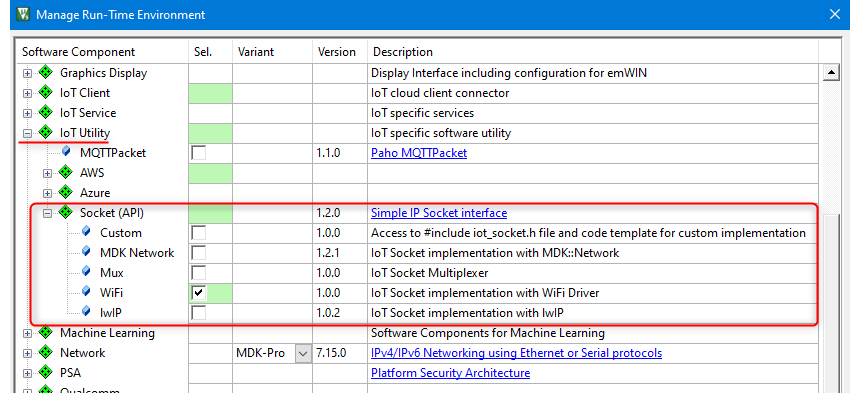 Manage Run-Time Environment
Software Component Sel. Variant Version Description
Graphics Display Display Interface including configuration for emWIN
IoT Client IoT cloud client connector
IoT Service IoT specific services
IoT Utility IoT specific software utility
MQTTPacket 1.1.0 Paho MQTTPacket
AWS
Azure
Socket (API) 1.2.0 Simple IP Socket interface
Custom 1.0.0 Access to #include iot_socket.h file and code template for custom implementation
MDK Network 1.2.1 IoT Socket implementation with MDK::Network
Mux 1.0.0 IoT Socket Multiplexer
WiFi 1.0.0 IoT Socket implementation with WiFi Driver
lwIP 1.0.2 IoT Socket implementation with lwIP
Machine Learning Software Components for Machine Learning
Network MDK-Pro 7.15.0 IPv4/IPv6 Networking using Ethernet or Serial protocols
PSA Platform Security Architecture
Qualcomm